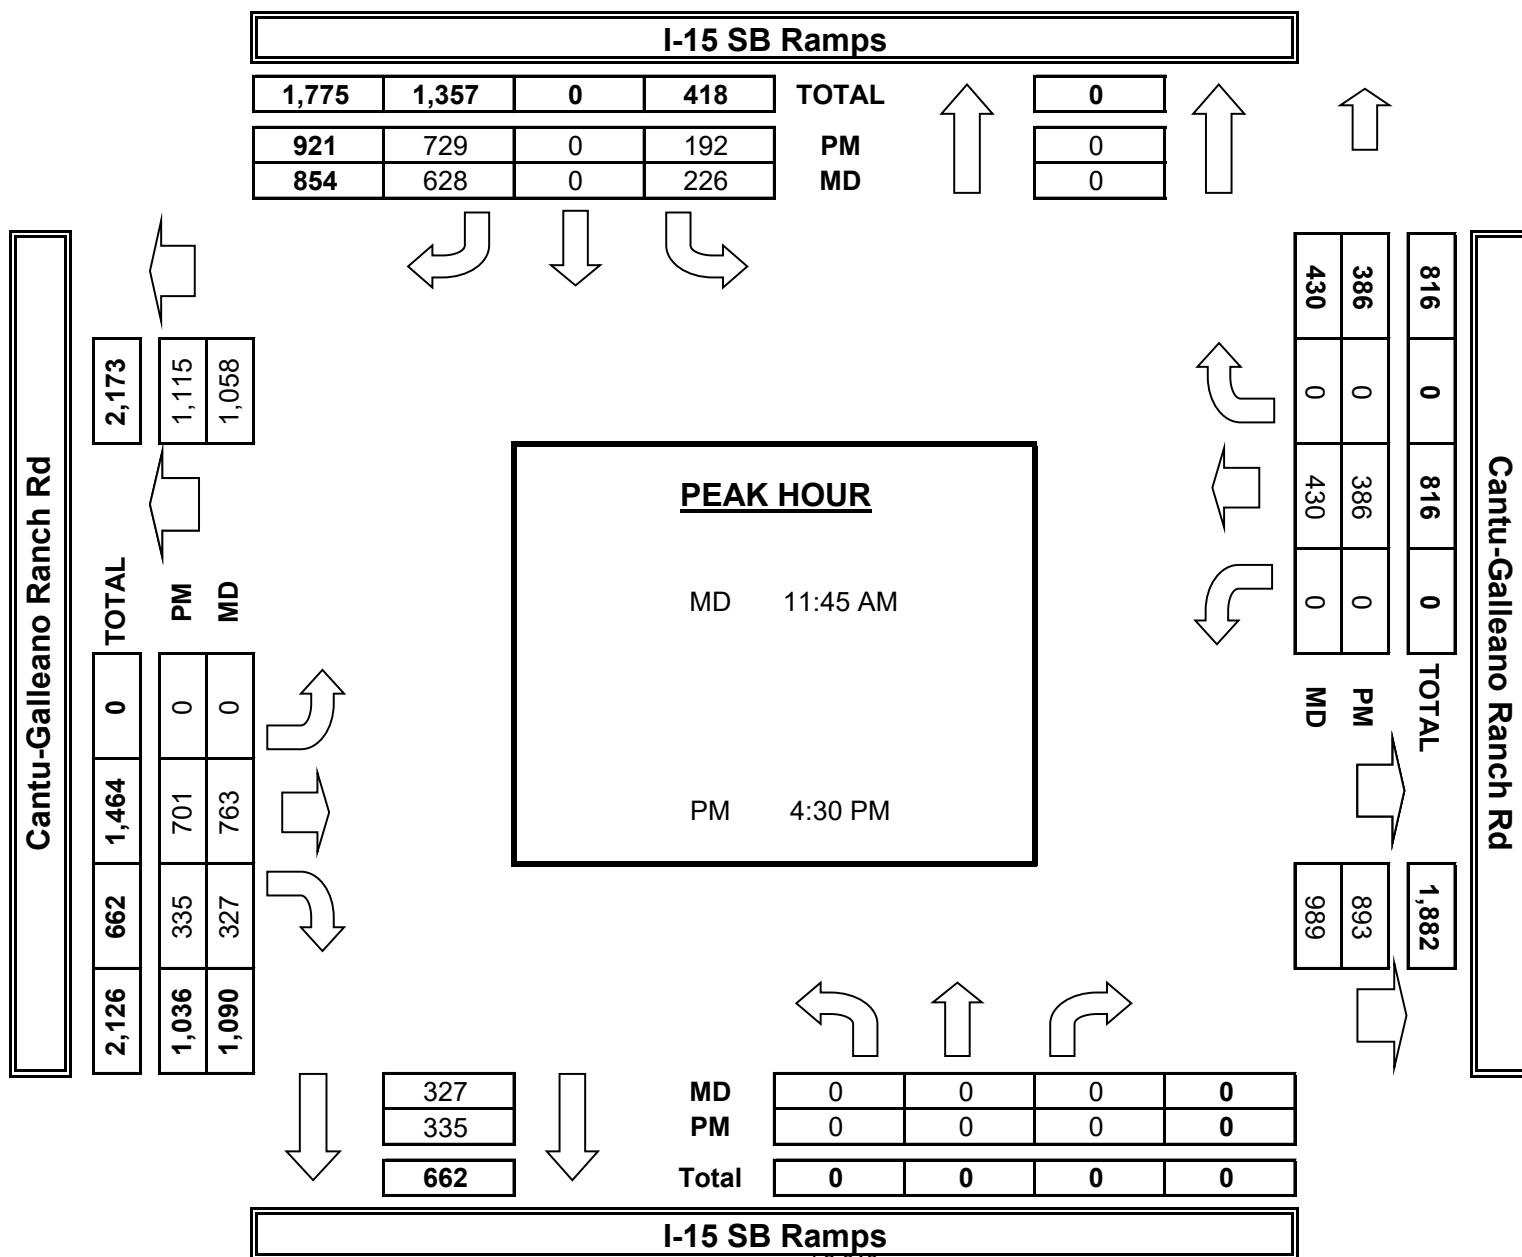 I-15 SB Ramps
1,775 1,357 0 418 TOTAL 0
921 729 0 192 PM 0
854 628 0 226 MD 0
Cantu-Galleano Ranch Rd
2,173 1,115 1,058
TOTAL PM MD
0 0 0
1,464 701 763
662 335 327
2,126 1,036 1,090
PEAK HOUR
MD 11:45 AM
PM 4:30 PM
430 386 816
0 0 0
430 386 816
0 0 0
MD PM TOTAL
989 893 1,882
Cantu-Galleano Ranch Rd
327 MD 0 0 0 0
335 PM 0 0 0 0
662 Total 0 0 0 0
I-15 SB Ramps